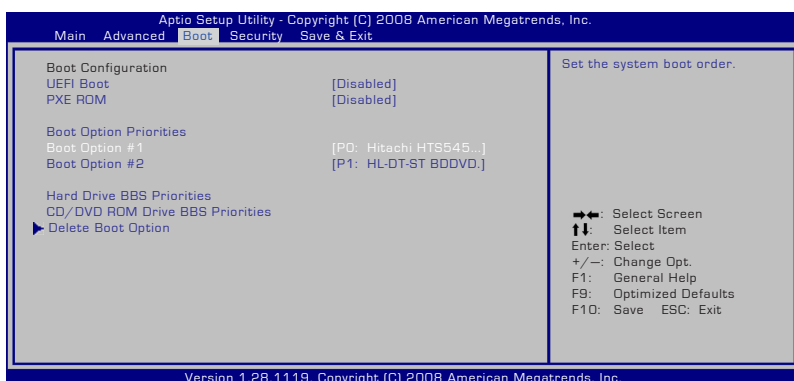 Aptio Setup Utility - Copyright (C) 2008 American Megatrends, Inc.
Main Advanced Boot Security Save & Exit
Boot Configuration
UEFI Boot [Disabled]
PXE ROM [Disabled]
Boot Option Priorities
Boot Option #1 [P0: Hitachi HTS545...]
Boot Option #2 [P1: HL-DT-ST BDDVD.]
Hard Drive BBS Priorities
CD/DVD ROM Drive BBS Priorities
Delete Boot Option
Set the system boot order.
→←: Select Screen
↑↓: Select Item
Enter: Select
+/—: Change Opt.
F1: General Help
F9: Optimized Defaults
F10: Save ESC: Exit
Version 1.28.1119. Copyright (C) 2008 American Megatrends, Inc.